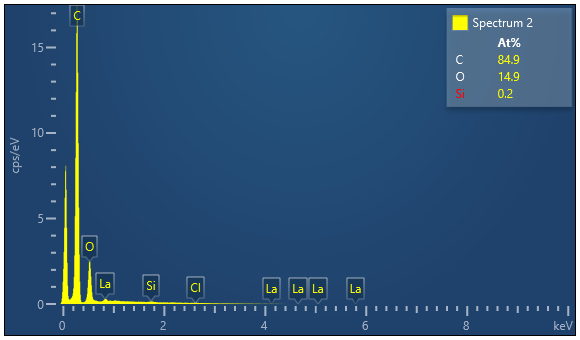 C
Spectrum 2
At%
C 84.9
O 14.9
Si 0.2
15
10
5
0
cps/eV
O
La
Si
Cl
La
La
La
La
0 2 4 6 8 keV